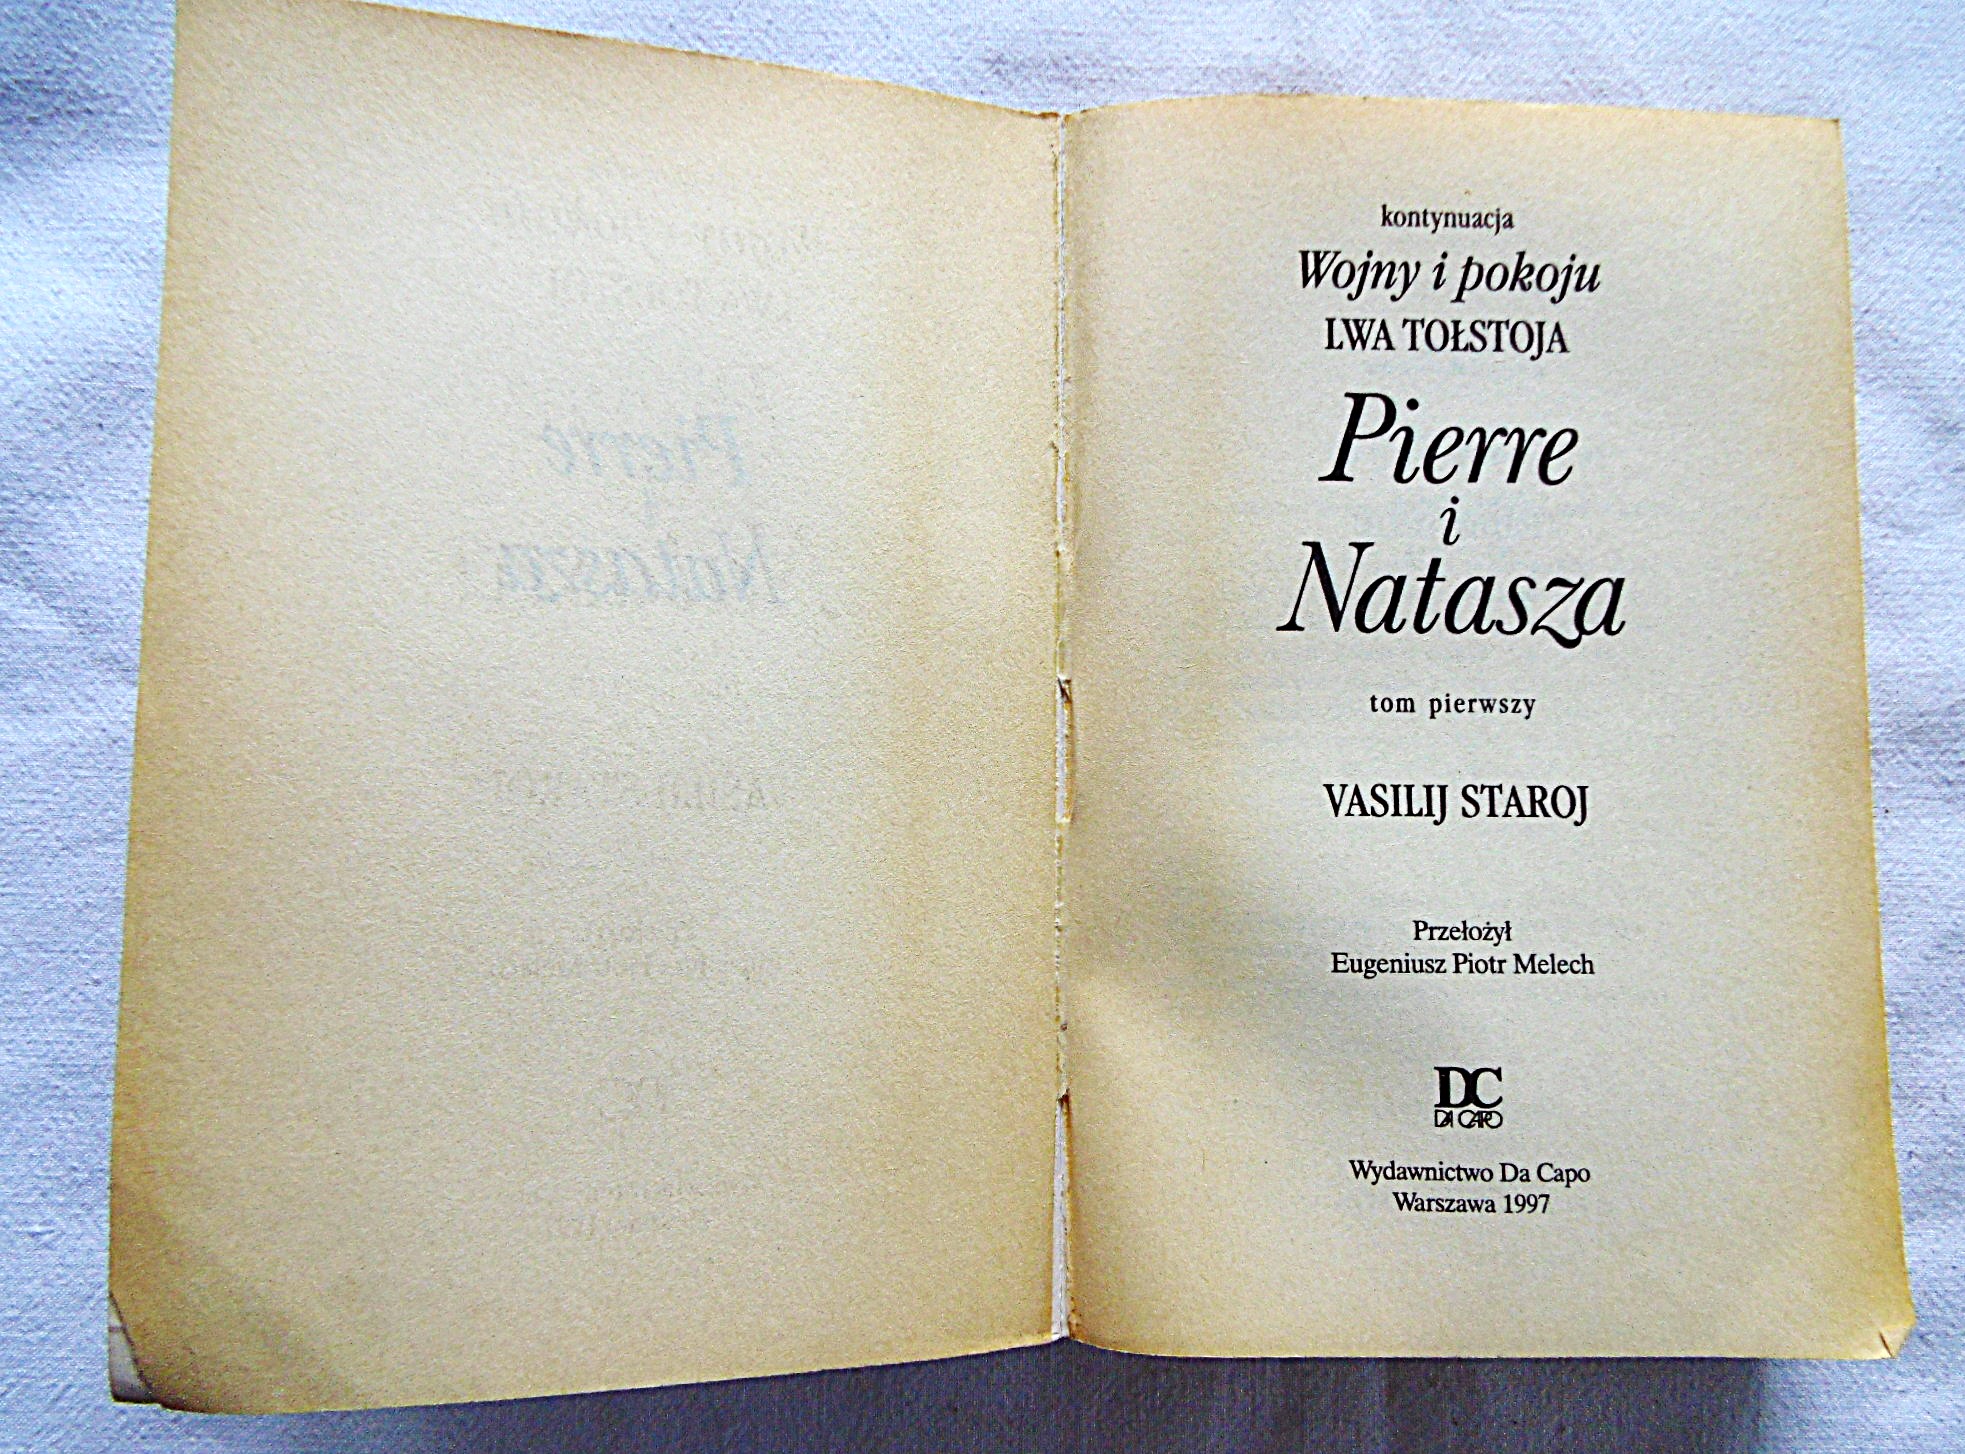 kontynuacja
Wojny i pokoju
LWA TOŁSTOJA
Pierre
i
Natasza
tom pierwszy
VASILIJ STAROJ
Przełożył
Eugeniusz Piotr Melech
DC
DA CAPO
Wydawnictwo Da Capo
Warszawa 1997